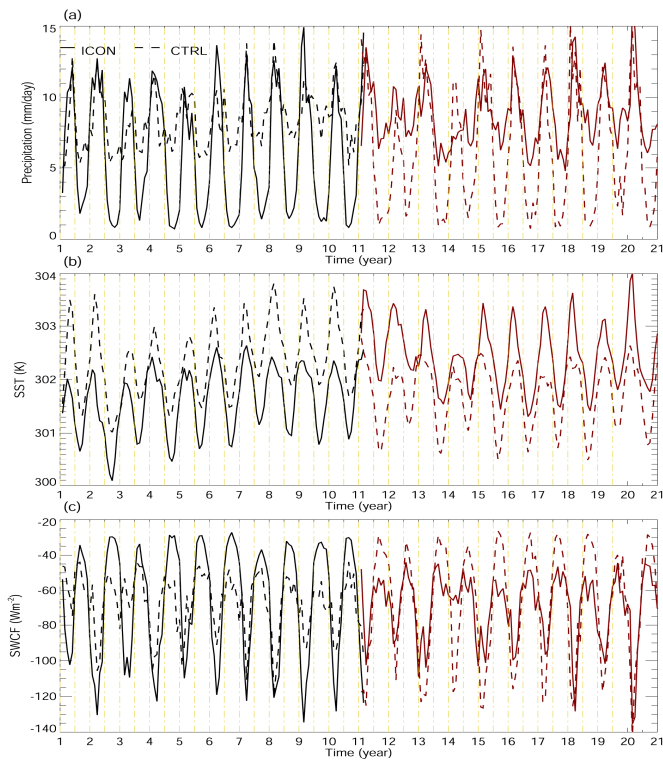 (a)
15
ICON
CTRL
10
5
0
Precipitation (mm/day)
1 2 3 4 5 6 7 8 9 10 11 12 13 14 15 16 17 18 19 20 21
Time (year)
(b)
304
303
302
301
300
SST (K)
1 2 3 4 5 6 7 8 9 10 11 12 13 14 15 16 17 18 19 20 21
Time (year)
(c)
-20
-40
-60
-80
-100
-120
-140
SWCF (Wm-2)
1 2 3 4 5 6 7 8 9 10 11 12 13 14 15 16 17 18 19 20 21
Time (year)